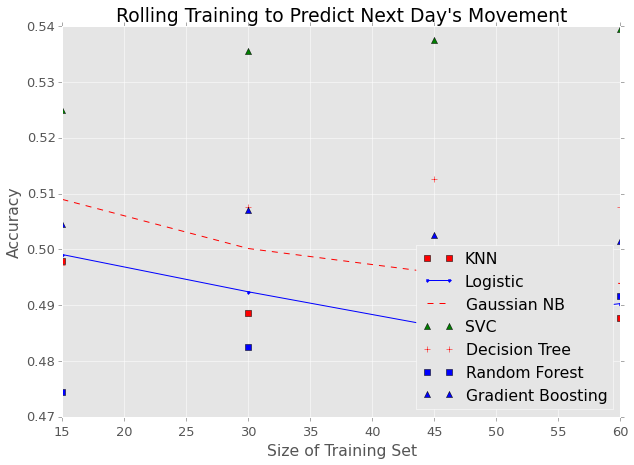 Rolling Training to Predict Next Day's Movement
0.54
0.53
0.52
0.51
0.50
0.49
0.48
0.47
Accuracy
KNN
Logistic
Gaussian NB
SVC
Decision Tree
Random Forest
Gradient Boosting
15 20 25 30 35 40 45 50 55 60
Size of Training Set